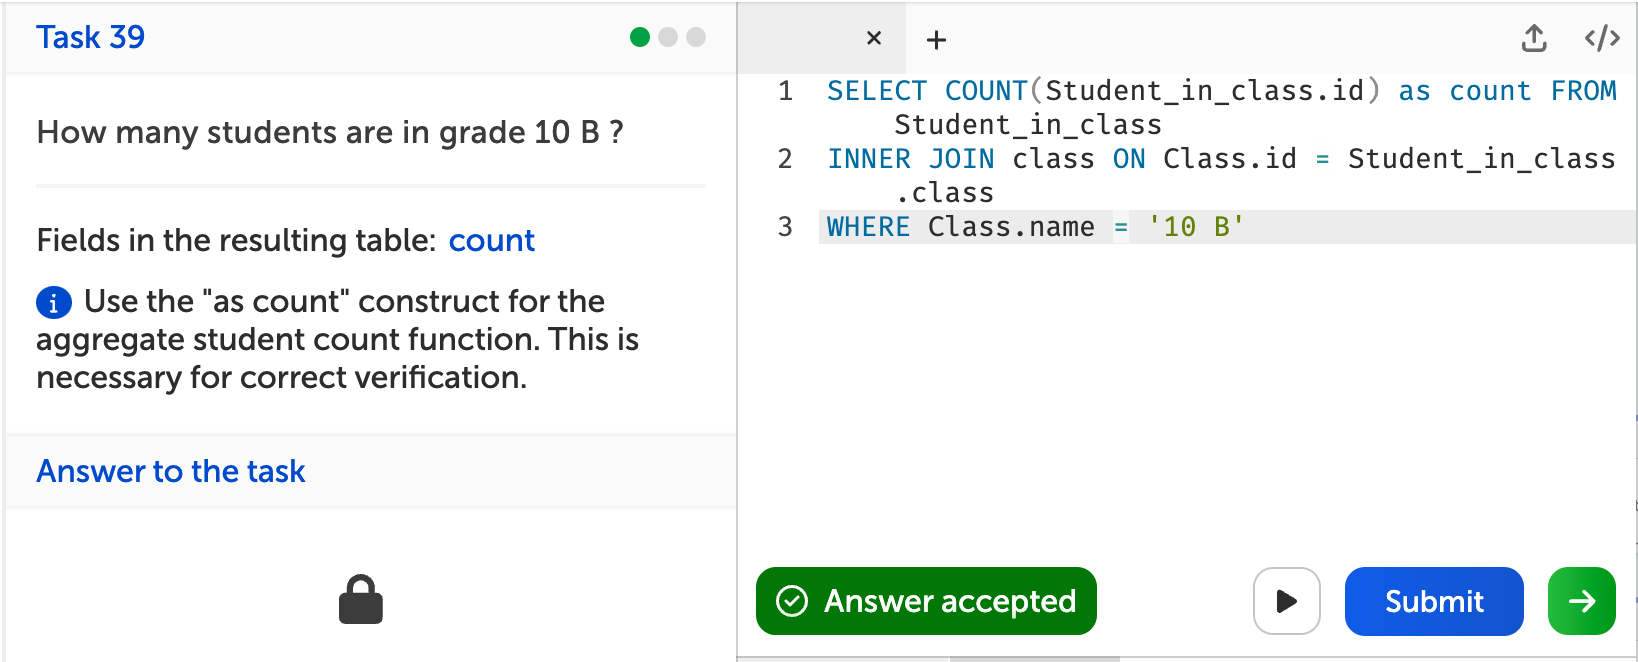 Task 39
How many students are in grade 10 B ?
Fields in the resulting table: count
i Use the "as count" construct for the
aggregate student count function. This is
necessary for correct verification.
Answer to the task
× +
</>
1 SELECT COUNT(Student_in_class.id) as count FROM
Student_in_class
2 INNER JOIN class ON Class.id = Student_in_class
.class
3 WHERE Class.name = '10 B'
Answer accepted
Submit